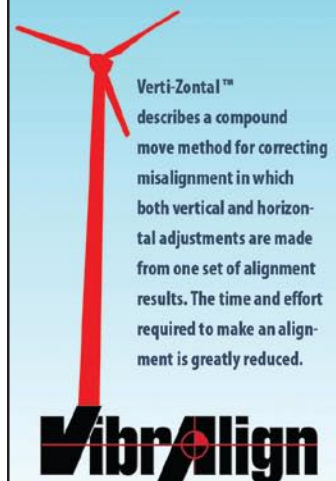 Verti-Zontal™
describes a compound
move method for correcting
misalignment in which
both vertical and horizon-
tal adjustments are made
from one set of alignment
results. The time and effort
required to make an align-
ment is greatly reduced.
VibrAlign